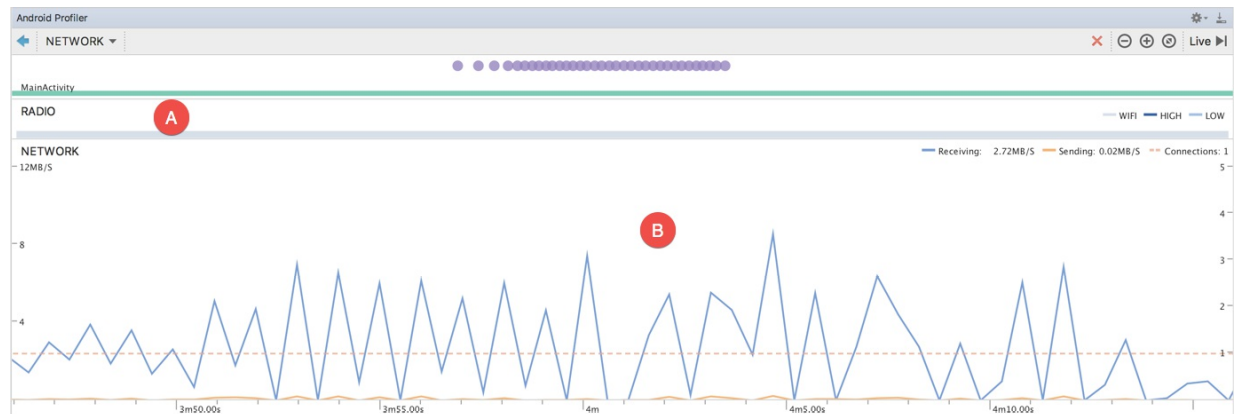 Android Profiler
NETWORK Live
MainActivity
RADIO A WIFI HIGH LOW
NETWORK Receiving: 2.72MB/S Sending: 0.02MB/S Connections: 1
12MB/S 5
4
B
8
3
2
4
1
3m50.00s 3m55.00s 4m 4m5.00s 4m10.00s